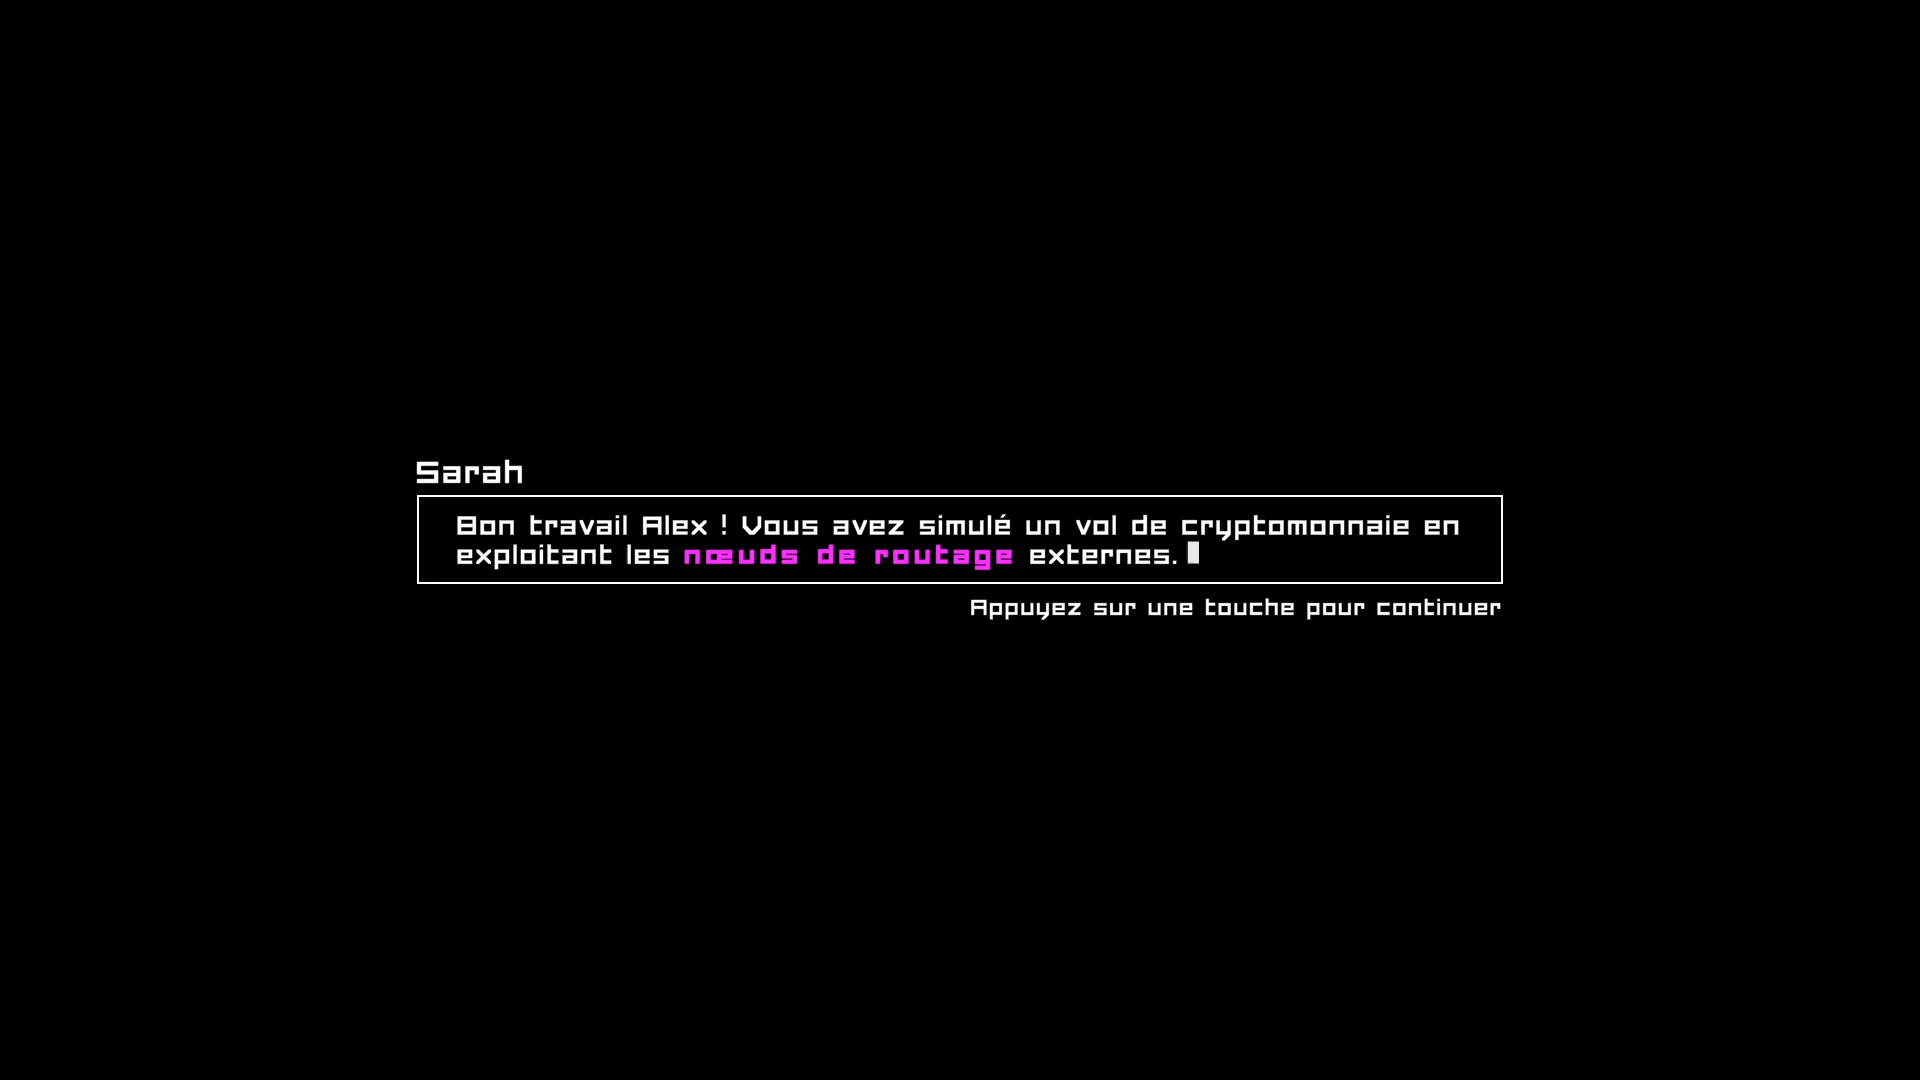 Sarah
Bon travail Alex ! Vous avez simulé un vol de cryptomonnaie en
exploitant les nœuds de routage externes.
Appuyez sur une touche pour continuer